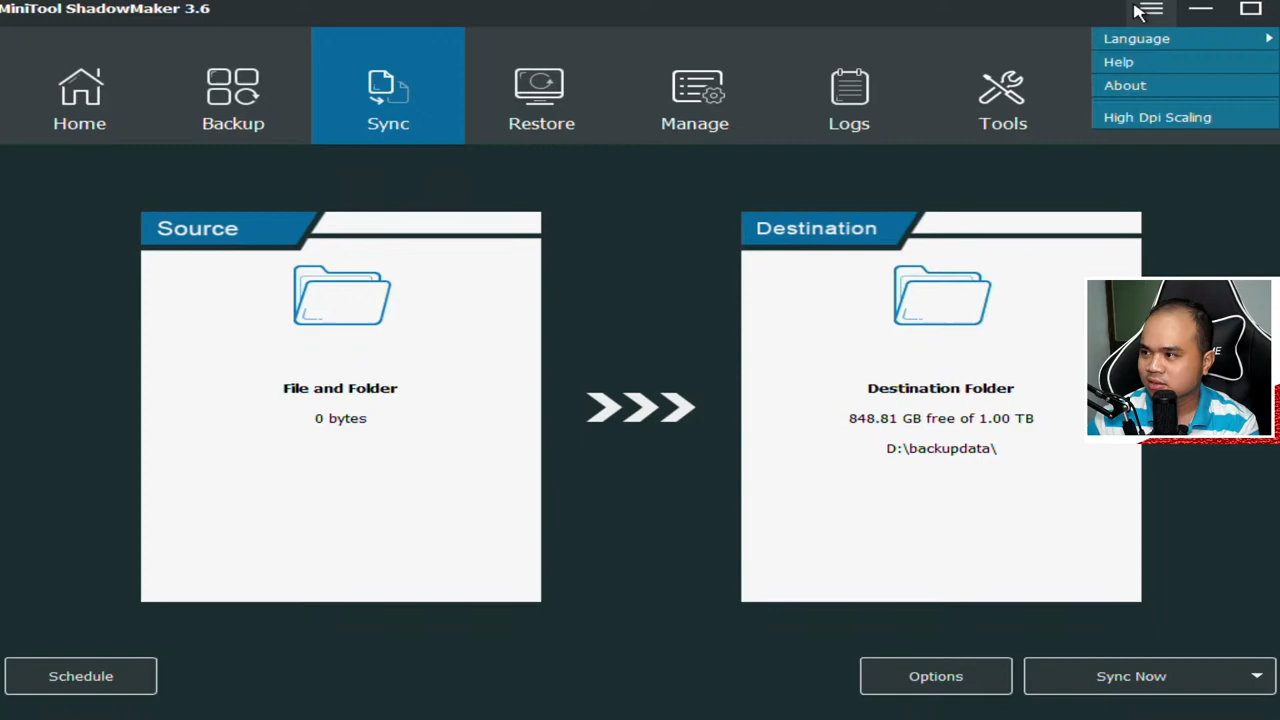 MiniTool ShadowMaker 3.6
Language
Help
About
High Dpi Scaling
Home
Backup
Sync
Restore
Manage
Logs
Tools
Source
File and Folder
0 bytes
Destination
Destination Folder
848.81 GB free of 1.00 TB
D:\backupdata\
Schedule
Options
Sync Now